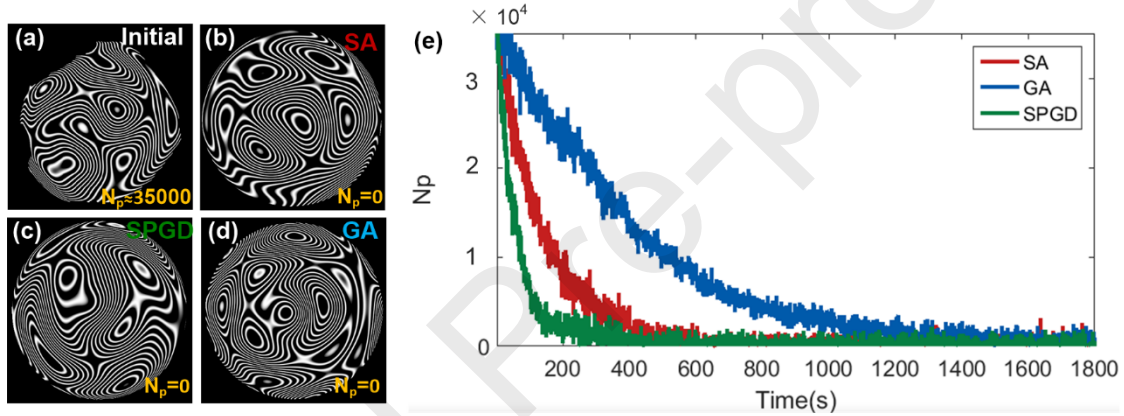 (a) Initial
Nₚ≈35000
(b) SA
Nₚ=0
(c) SPGD
Nₚ=0
(d) GA
Nₚ=0
(e)
× 10⁴
3
2
1
0
Np
SA
GA
SPGD
200 400 600 800 1000 1200 1400 1600 1800
Time(s)
Pre-pro